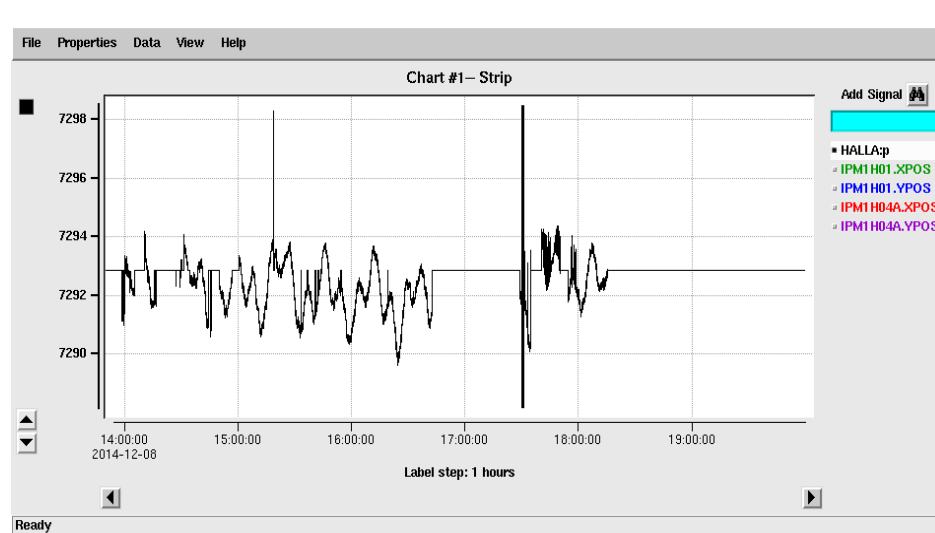 File Properties Data View Help
Chart #1– Strip
Add Signal
7298
7296
7294
7292
7290
HALLA:p
IPM1H01.XPOS
IPM1H01.YPOS
IPM1H04A.XPOS
IPM1H04A.YPOS
14:00:00 15:00:00 16:00:00 17:00:00 18:00:00 19:00:00
2014-12-08
Label step: 1 hours
Ready